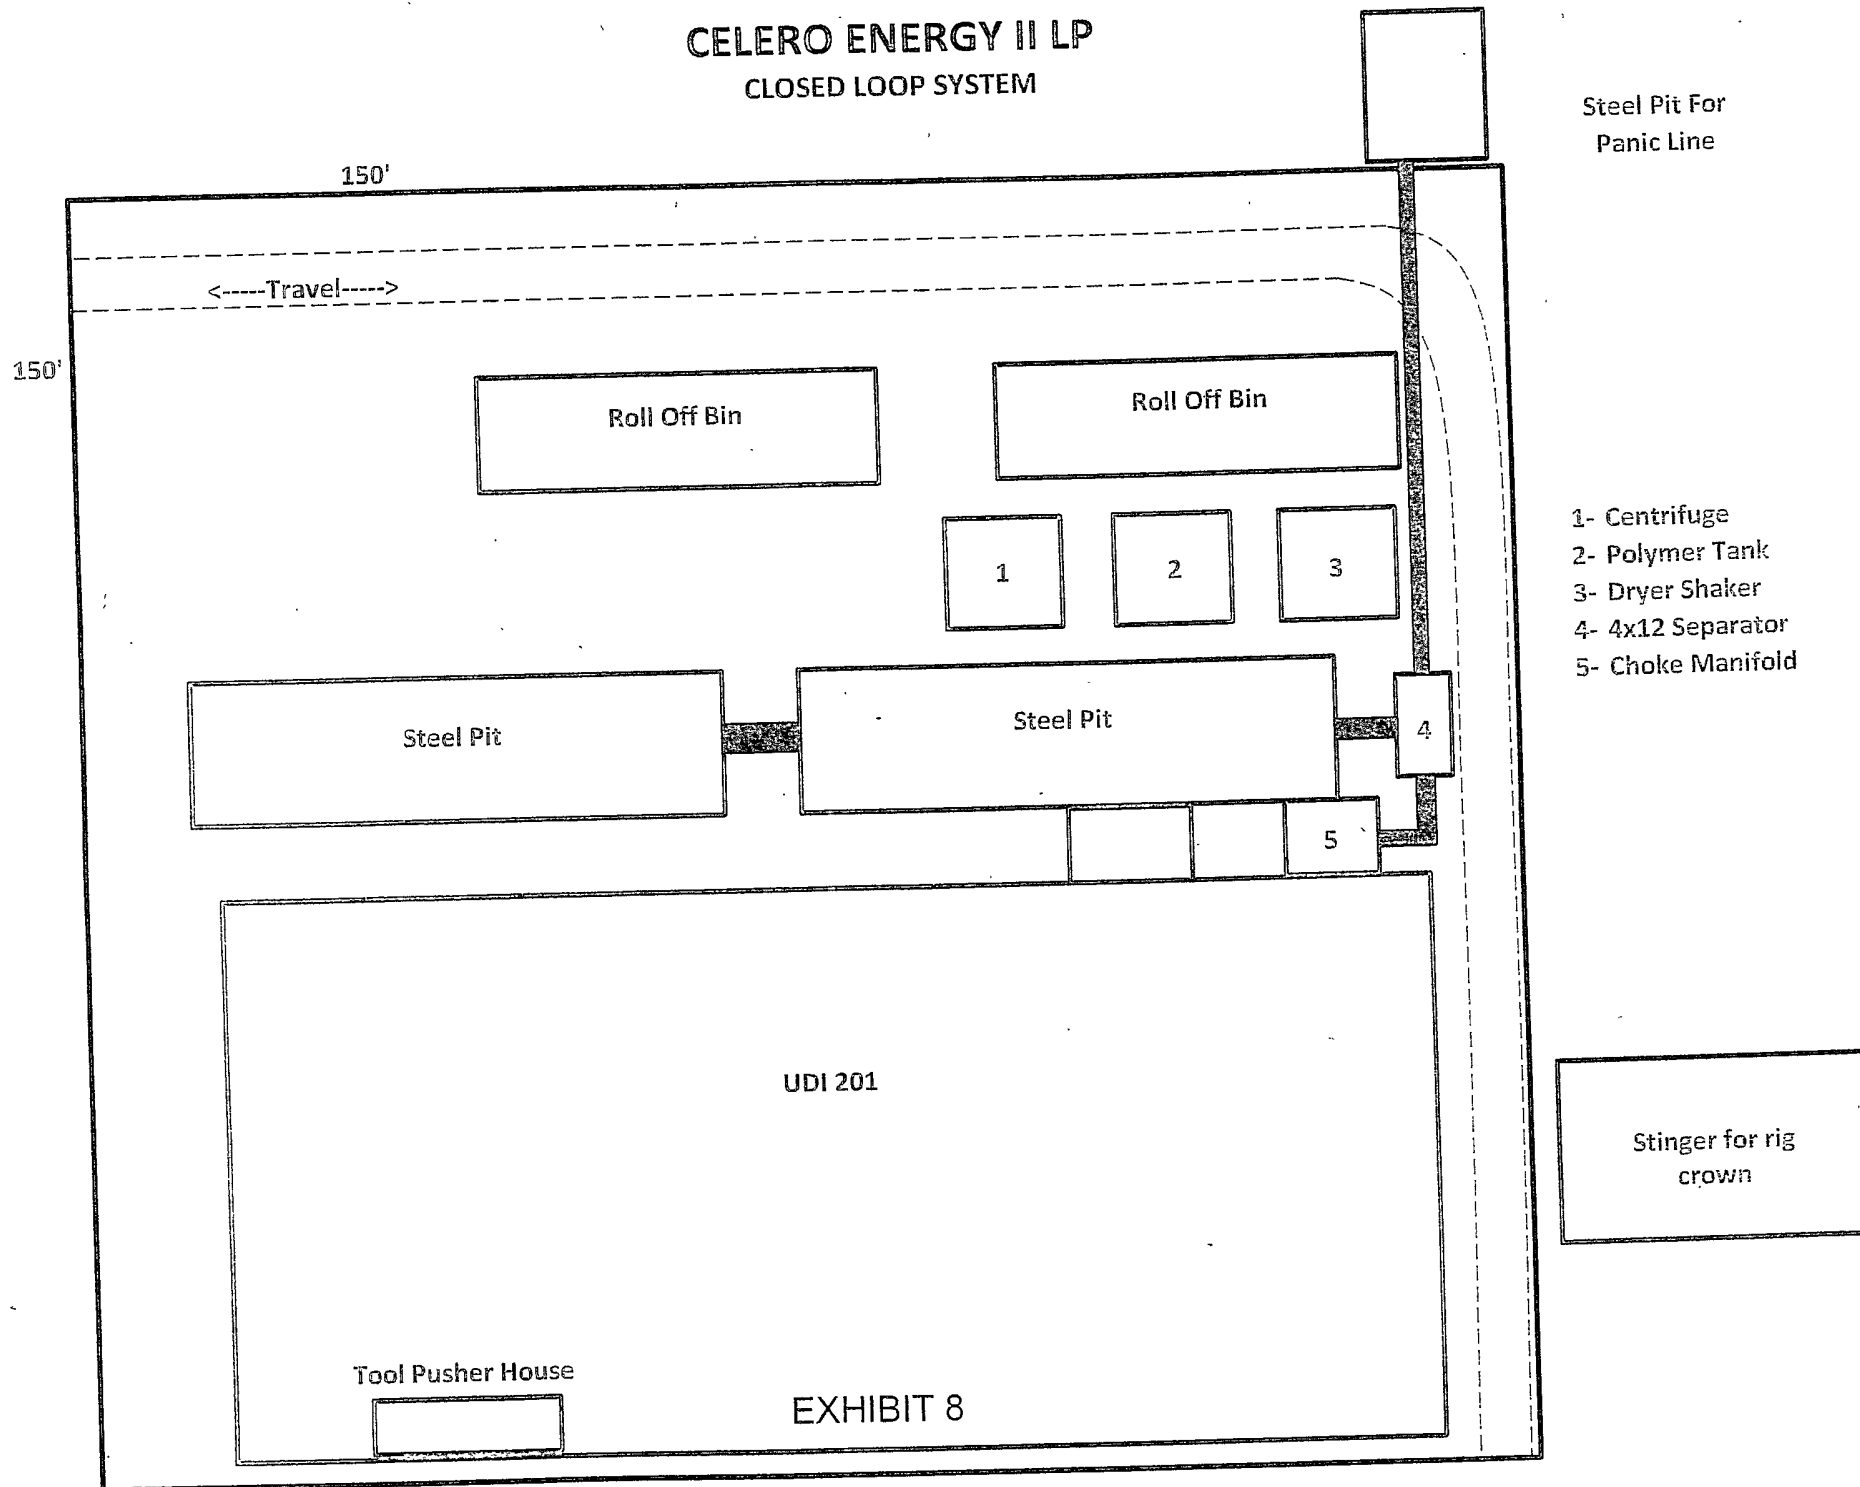 CELERO ENERGY II LP
CLOSED LOOP SYSTEM
Steel Pit For
Panic Line
150'
<-----Travel----->
150'
Roll Off Bin
Roll Off Bin
1- Centrifuge
2- Polymer Tank
3- Dryer Shaker
4- 4x12 Separator
5- Choke Manifold
1
2
3
Steel Pit
Steel Pit
4
5
UDI 201
Stinger for rig
crown
Tool Pusher House
EXHIBIT 8